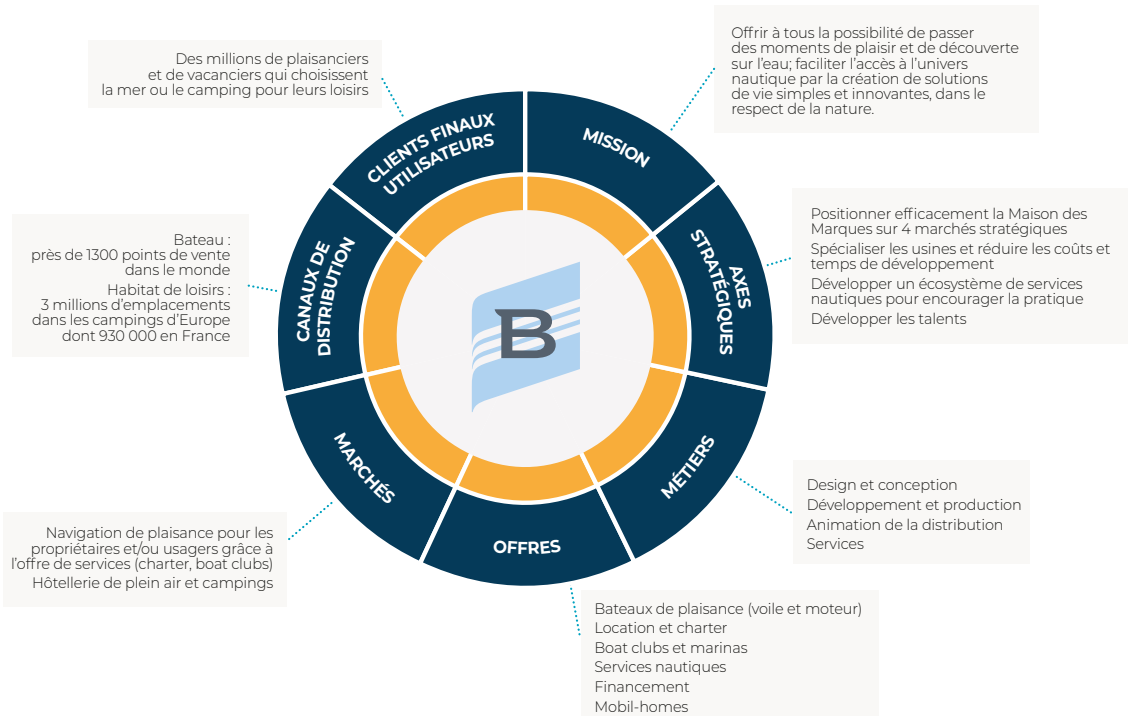 Offrir à tous la possibilité de passer
des moments de plaisir et de découverte
sur l'eau; faciliter l'accès à l'univers
nautique par la création de solutions
de vie simples et innovantes, dans le
respect de la nature.
Des millions de plaisanciers
et de vacanciers qui choisissent
la mer ou le camping pour leurs loisirs
CLIENTS FINAUX
UTILISATEURS
MISSION
Positionner efficacement la Maison des
Marques sur 4 marchés stratégiques
Spécialiser les usines et réduire les coûts et
temps de développement
Développer un écosystème de services
nautiques pour encourager la pratique
Développer les talents
AXES
STRATÉGIQUES
Bateau :
près de 1300 points de vente
dans le monde
Habitat de loisirs :
3 millions d'emplacements
dans les campings d'Europe
dont 930 000 en France
CANAUX DE
DISTRIBUTION
B
MARCHÉS
MÉTIERS
OFFRES
Design et conception
Développement et production
Animation de la distribution
Services
Navigation de plaisance pour les
propriétaires et/ou usagers grâce à
l'offre de services (charter, boat clubs)
Hôtellerie de plein air et campings
Bateaux de plaisance (voile et moteur)
Location et charter
Boat clubs et marinas
Services nautiques
Financement
Mobil-homes